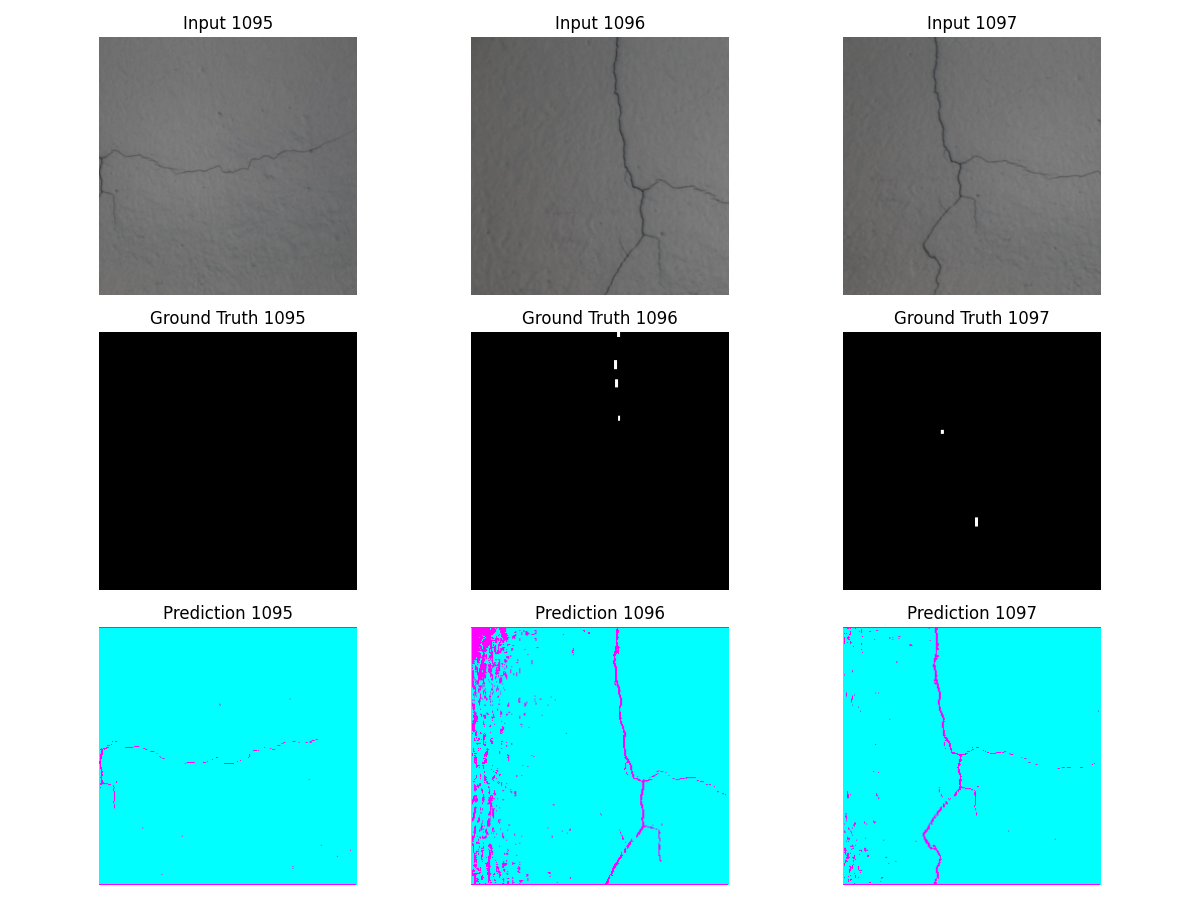 Input 1095
Input 1096
Input 1097
Ground Truth 1095
Ground Truth 1096
Ground Truth 1097
Prediction 1095
Prediction 1096
Prediction 1097